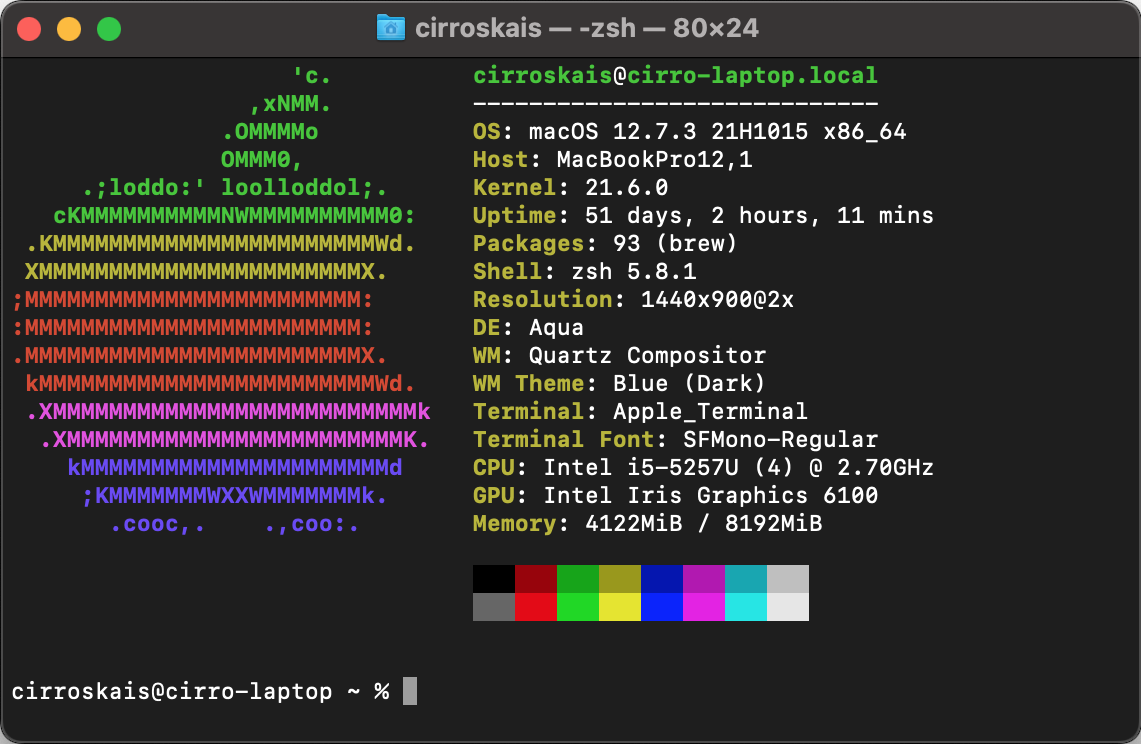 cirroskais — -zsh — 80×24
'c. cirroskais@cirro-laptop.local
,xNMM. -----------------------------
.OMMMMo OS: macOS 12.7.3 21H1015 x86_64
OMMM0, Host: MacBookPro12,1
.;loddo:' loolloddol;. Kernel: 21.6.0
cKMMMMMMMMMMNWMMMMMMMMMM0: Uptime: 51 days, 2 hours, 11 mins
.KMMMMMMMMMMMMMMMMMMMMMMMWd. Packages: 93 (brew)
XMMMMMMMMMMMMMMMMMMMMMMMX. Shell: zsh 5.8.1
;MMMMMMMMMMMMMMMMMMMMMMMM: Resolution: 1440x900@2x
:MMMMMMMMMMMMMMMMMMMMMMMM: DE: Aqua
.MMMMMMMMMMMMMMMMMMMMMMMMX. WM: Quartz Compositor
kMMMMMMMMMMMMMMMMMMMMMMMMWd. WM Theme: Blue (Dark)
.XMMMMMMMMMMMMMMMMMMMMMMMMMMk Terminal: Apple_Terminal
.XMMMMMMMMMMMMMMMMMMMMMMMMK. Terminal Font: SFMono-Regular
kMMMMMMMMMMMMMMMMMMMMMMd CPU: Intel i5-5257U (4) @ 2.70GHz
;KMMMMMMMWXXWMMMMMMMk. GPU: Intel Iris Graphics 6100
.cooc,. .,coo:. Memory: 4122MiB / 8192MiB
cirroskais@cirro-laptop ~ %